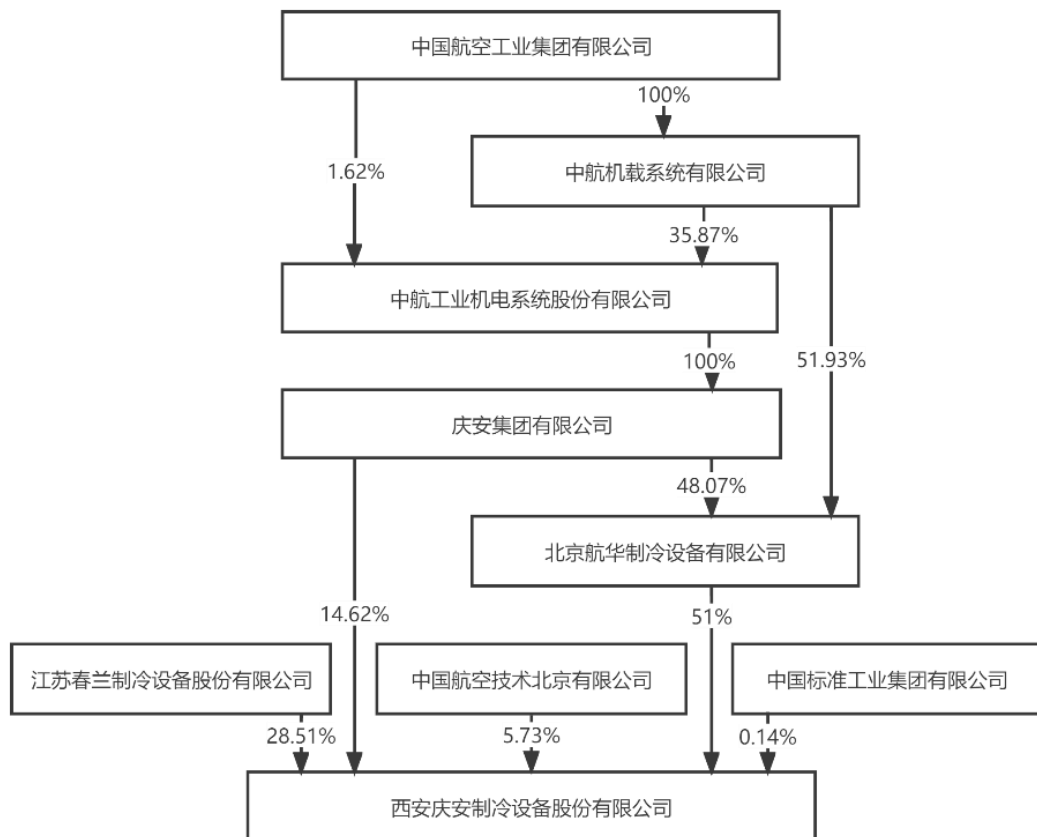 中国航空工业集团有限公司
100%
1.62%
中航机载系统有限公司
35.87%
中航工业机电系统股份有限公司
100%
51.93%
庆安集团有限公司
48.07%
北京航华制冷设备有限公司
14.62%
51%
江苏春兰制冷设备股份有限公司
中国航空技术北京有限公司
中国标准工业集团有限公司
28.51%
5.73%
0.14%
西安庆安制冷设备股份有限公司